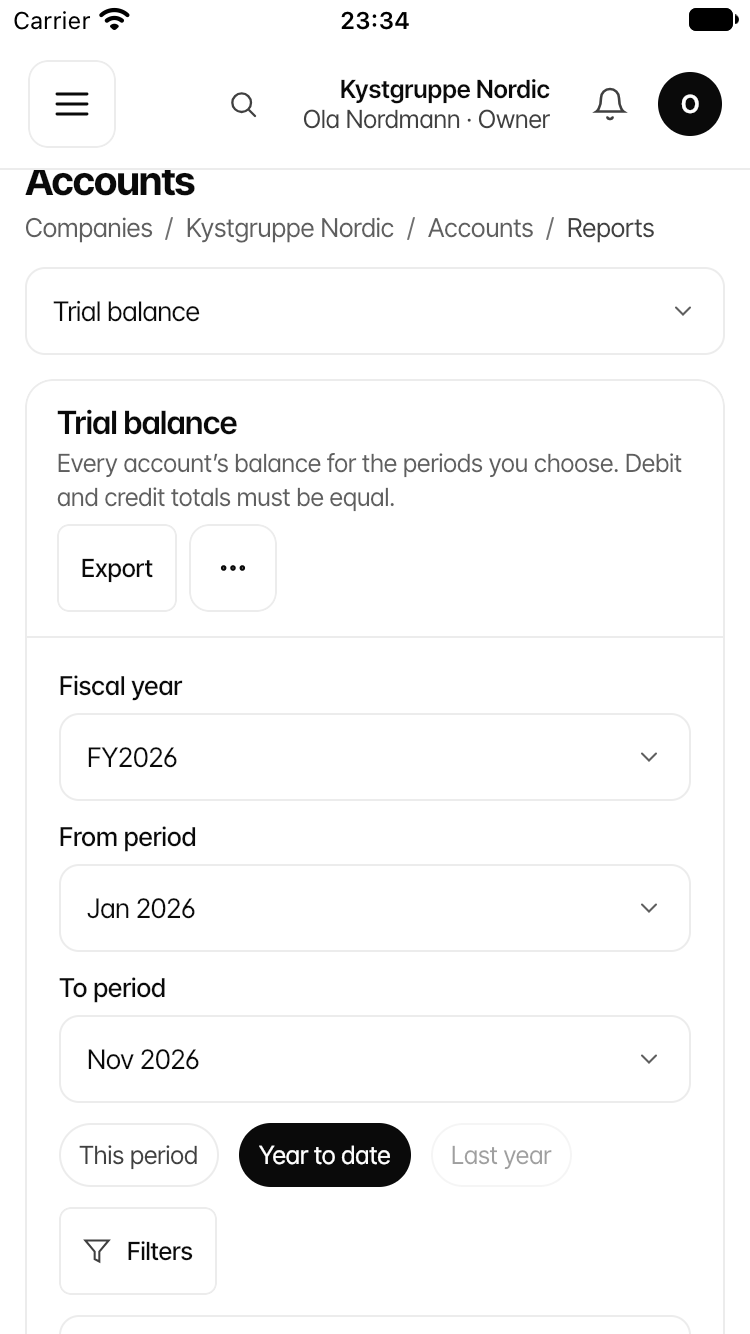 Carrier 23:34
Kystgruppe Nordic
Ola Nordmann · Owner
O
Accounts
Companies / Kystgruppe Nordic / Accounts / Reports
Trial balance
Trial balance
Every account’s balance for the periods you choose. Debit
and credit totals must be equal.
Export
Fiscal year
FY2026
From period
Jan 2026
To period
Nov 2026
This period Year to date Last year
Filters